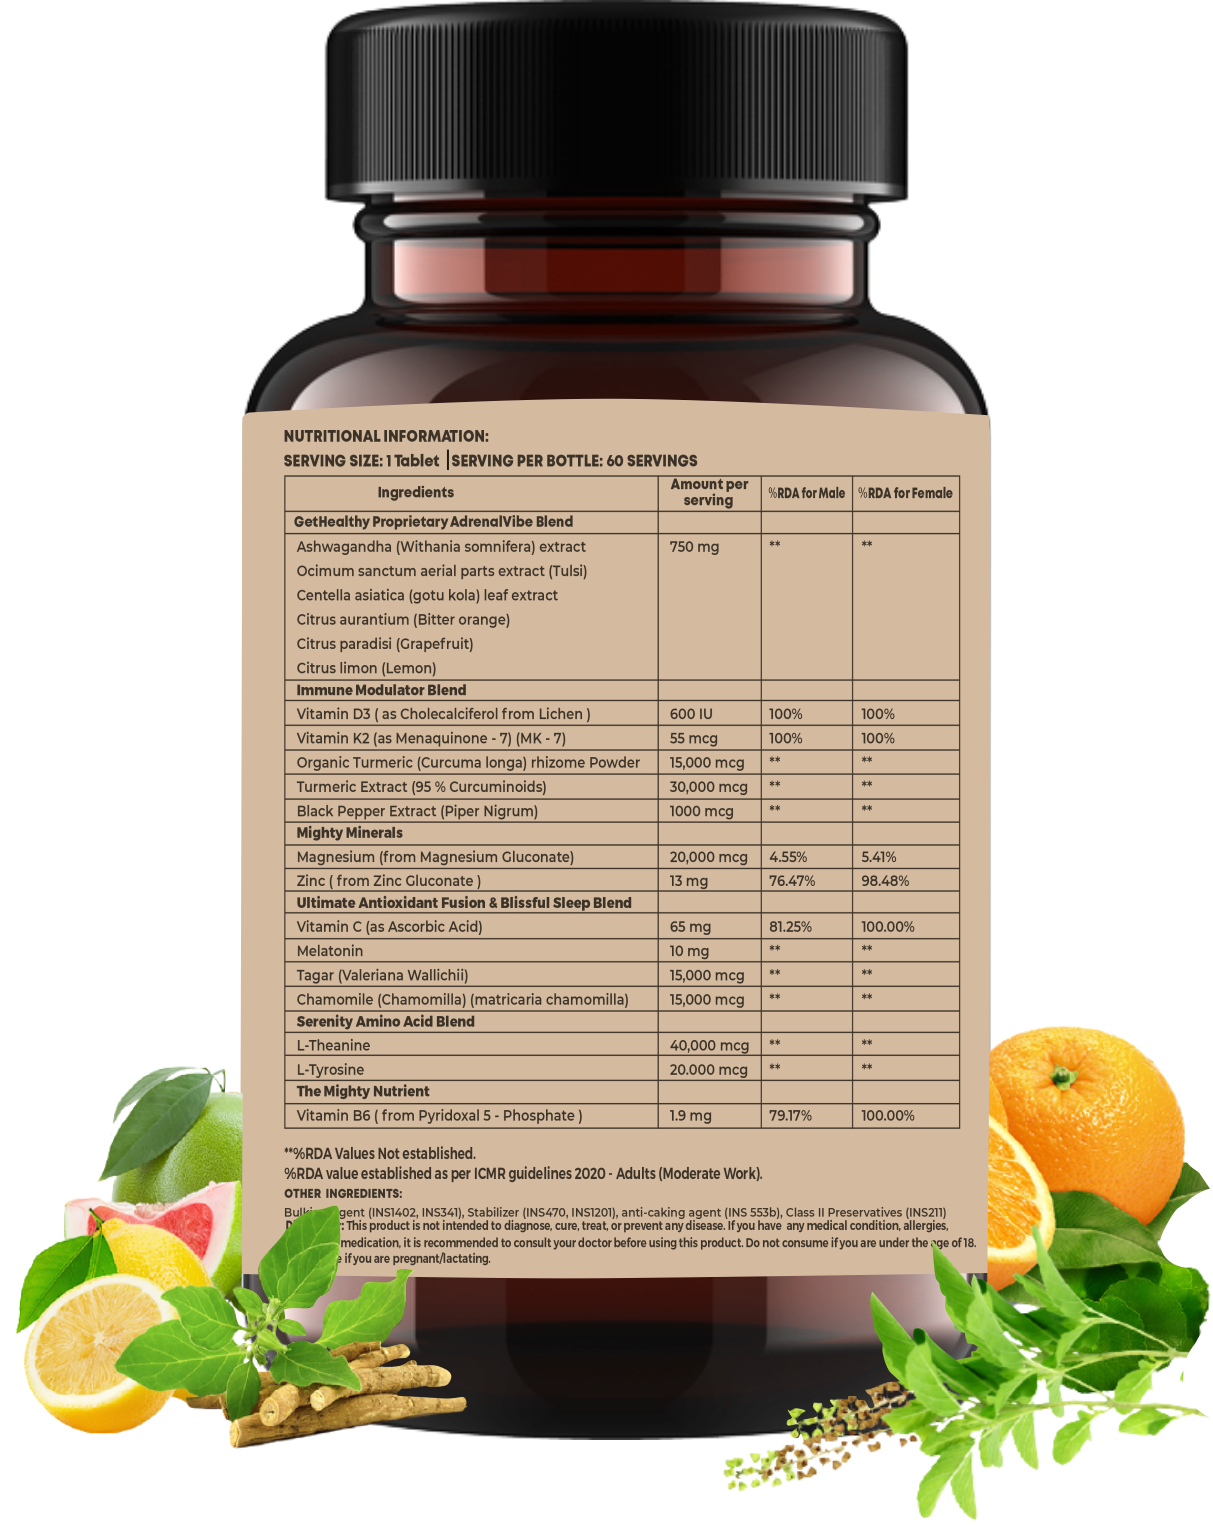 NUTRITIONAL INFORMATION:
SERVING SIZE: 1 Tablet | SERVING PER BOTTLE: 60 SERVINGS
Ingredients Amount per serving %RDA for Male %RDA for Female
GetHealthy Proprietary AdrenalVibe Blend
Ashwagandha (Withania somnifera) extract 750 mg ** **
Ocimum sanctum aerial parts extract (Tulsi)
Centella asiatica (gotu kola) leaf extract
Citrus aurantium (Bitter orange)
Citrus paradisi (Grapefruit)
Citrus limon (Lemon)
Immune Modulator Blend
Vitamin D3 ( as Cholecalciferol from Lichen ) 600 IU 100% 100%
Vitamin K2 (as Menaquinone - 7) (MK - 7) 55 mcg 100% 100%
Organic Turmeric (Curcuma longa) rhizome Powder 15,000 mcg ** **
Turmeric Extract (95 % Curcuminoids) 30,000 mcg ** **
Black Pepper Extract (Piper Nigrum) 1000 mcg ** **
Mighty Minerals
Magnesium (from Magnesium Gluconate) 20,000 mcg 4.55% 5.41%
Zinc ( from Zinc Gluconate ) 13 mg 76.47% 98.48%
Ultimate Antioxidant Fusion & Blissful Sleep Blend
Vitamin C (as Ascorbic Acid) 65 mg 81.25% 100.00%
Melatonin 10 mg ** **
Tagar (Valeriana Wallichii) 15,000 mcg ** **
Chamomile (Chamomilla) (matricaria chamomilla) 15,000 mcg ** **
Serenity Amino Acid Blend
L-Theanine 40,000 mcg ** **
L-Tyrosine 20.000 mcg ** **
The Mighty Nutrient
Vitamin B6 ( from Pyridoxal 5 - Phosphate ) 1.9 mg 79.17% 100.00%
**%RDA Values Not established.
%RDA value established as per ICMR guidelines 2020 - Adults (Moderate Work).
OTHER INGREDIENTS:
(INS1402, INS341), Stabilizer (INS470, INS1201), anti-caking agent (INS 553b), Class II Preservatives (INS211)
This product is not intended to diagnose, cure, treat, or prevent any disease. If you have any medical condition, allergies,
medication, it is recommended to consult your doctor before using this product. Do not consume if you are under the age of 18.
if you are pregnant/lactating.